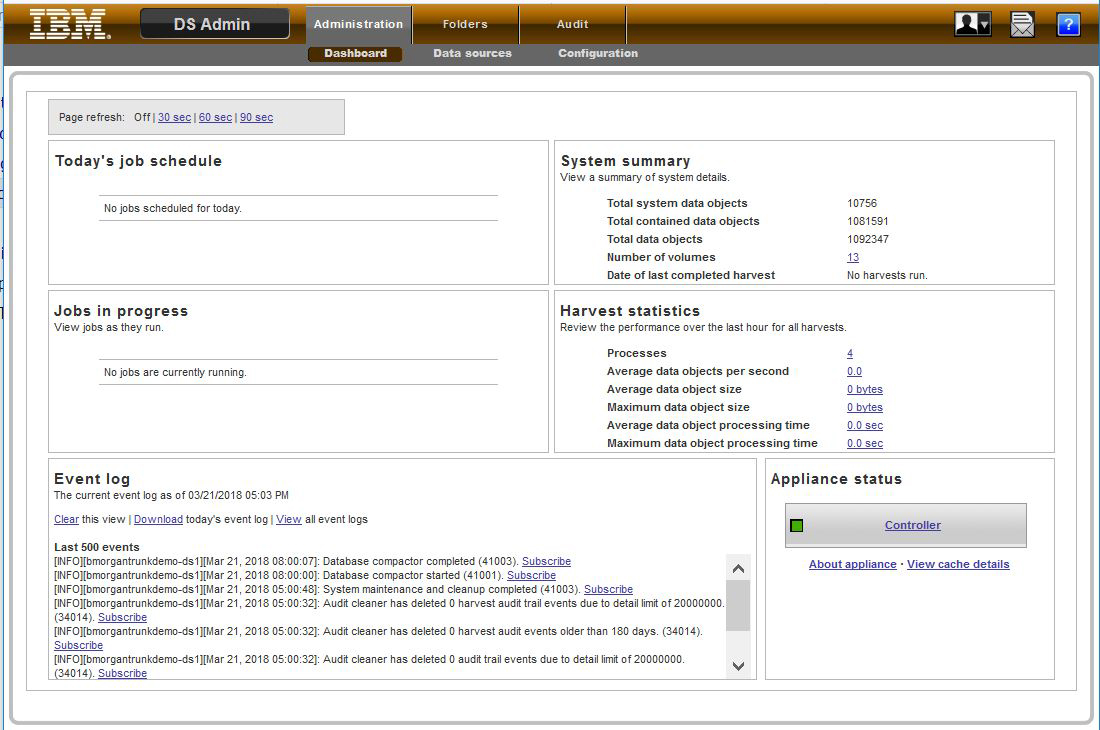 IBM.
DS Admin
Administration
Folders
Audit
?
Dashboard
Data sources
Configuration
Page refresh: Off | 30 sec | 60 sec | 90 sec
Today's job schedule
No jobs scheduled for today.
System summary
View a summary of system details.
Total system data objects 10756
Total contained data objects 1081591
Total data objects 1092347
Number of volumes 13
Date of last completed harvest No harvests run.
Jobs in progress
View jobs as they run.
No jobs are currently running.
Harvest statistics
Review the performance over the last hour for all harvests.
Processes 4
Average data objects per second 0.0
Average data object size 0 bytes
Maximum data object size 0 bytes
Average data object processing time 0.0 sec
Maximum data object processing time 0.0 sec
Event log
The current event log as of 03/21/2018 05:03 PM
Clear this view | Download today's event log | View all event logs
Last 500 events
[INFO][bmorgantrunkdemo-ds1][Mar 21, 2018 08:00:07]: Database compactor completed (41003). Subscribe
[INFO][bmorgantrunkdemo-ds1][Mar 21, 2018 08:00:00]: Database compactor started (41001). Subscribe
[INFO][bmorgantrunkdemo-ds1][Mar 21, 2018 05:00:48]: System maintenance and cleanup completed (41003). Subscribe
[INFO][bmorgantrunkdemo-ds1][Mar 21, 2018 05:00:32]: Audit cleaner has deleted 0 harvest audit trail events due to detail limit of 20000000.
(34014). Subscribe
[INFO][bmorgantrunkdemo-ds1][Mar 21, 2018 05:00:32]: Audit cleaner has deleted 0 harvest audit events older than 180 days. (34014).
Subscribe
[INFO][bmorgantrunkdemo-ds1][Mar 21, 2018 05:00:32]: Audit cleaner has deleted 0 audit trail events due to detail limit of 20000000.
(34014). Subscribe
Appliance status
Controller
About appliance · View cache details